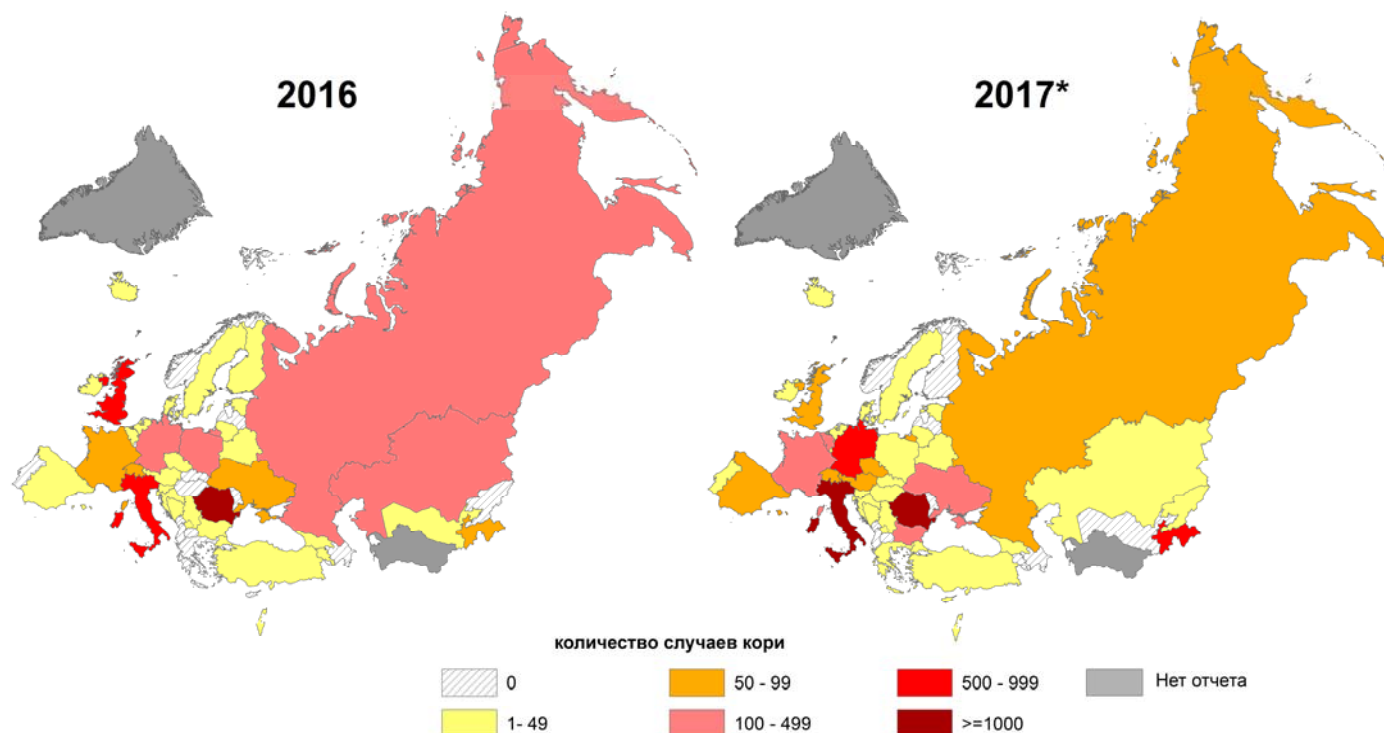 2016
2017*
количество случаев кори
0
50 - 99
500 - 999
Нет отчета
1- 49
100 - 499
>=1000